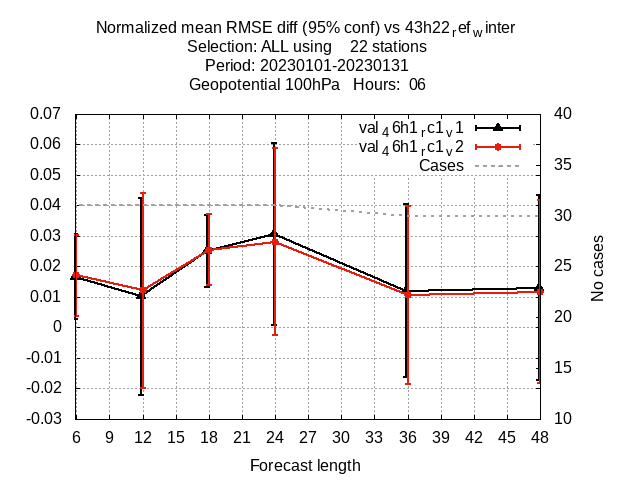 Normalized mean RMSE diff (95% conf) vs 43h22refwinter
Selection: ALL using 22 stations
Period: 20230101-20230131
Geopotential 100hPa Hours: 06
val46h1rc1v1
val46h1rc1v2
Cases
0.07
0.06
0.05
0.04
0.03
0.02
0.01
0
-0.01
-0.02
-0.03
40
35
30
25
20
15
10
No cases
6 9 12 15 18 21 24 27 30 33 36 39 42 45 48
Forecast length